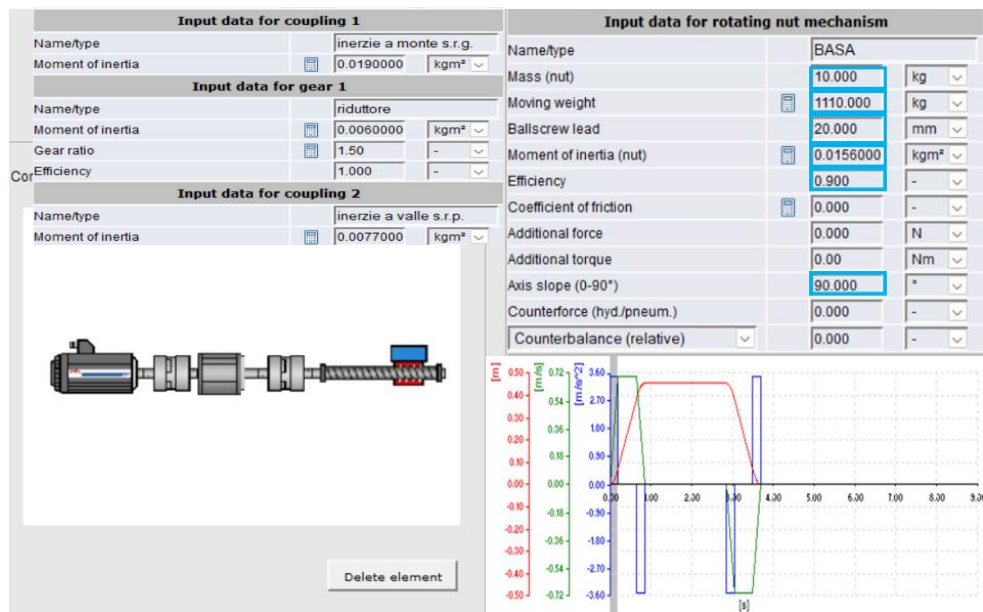 Input data for coupling 1
Name/type inerzie a monte s.r.g.
Moment of inertia 0.0190000 kgm²
Input data for gear 1
Name/type riduttore
Moment of inertia 0.0060000 kgm²
Gear ratio 1.50 -
Cor
Efficiency 1.000 -
Input data for coupling 2
Name/type inerzie a valle s.r.p.
Moment of inertia 0.0077000 kgm²
Delete element
Input data for rotating nut mechanism
Name/type BASA
Mass (nut) 10.000 kg
Moving weight 1110.000 kg
Ballscrew lead 20.000 mm
Moment of inertia (nut) 0.0156000 kgm²
Efficiency 0.900 -
Coefficient of friction 0.000 -
Additional force 0.000 N
Additional torque 0.00 Nm
Axis slope (0-90°) 90.000 °
Counterforce (hyd./pneum.) 0.000 -
Counterbalance (relative) 0.000 -
[m] 0.50 [m/s] 0.72 [m/s^2] 3.60
0.40 0.54 2.70
0.30 0.36 1.80
0.20
0.10 0.18 0.90
0.00 0.00 0.00
0.00 1.00 2.00 3.00 4.00 5.00 6.00 7.00 8.00 9.0
-0.10 -0.18 -0.90
-0.20 -0.36 -1.80
-0.30
-0.40 -0.54 -2.70
-0.50 -0.72 -3.60
[s]